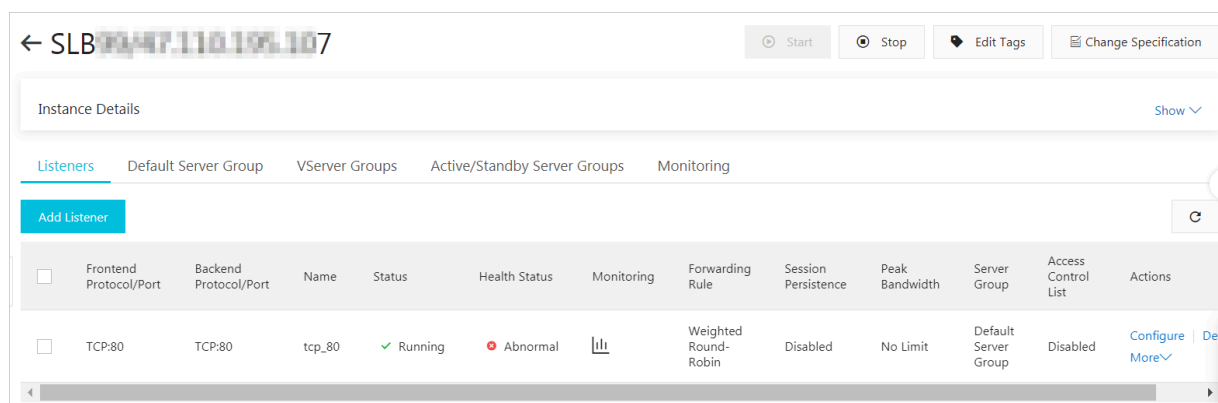 ← SLB
7
Start
Stop
Edit Tags
Change Specification
Instance Details
Show
Listeners
Default Server Group
VServer Groups
Active/Standby Server Groups
Monitoring
Add Listener
Frontend
Protocol/Port
Backend
Protocol/Port
Name
Status
Health Status
Monitoring
Forwarding
Rule
Session
Persistence
Peak
Bandwidth
Server
Group
Access
Control
List
Actions
TCP:80
TCP:80
tcp_80
Running
Abnormal
Weighted
Round-
Robin
Disabled
No Limit
Default
Server
Group
Disabled
Configure | De
More